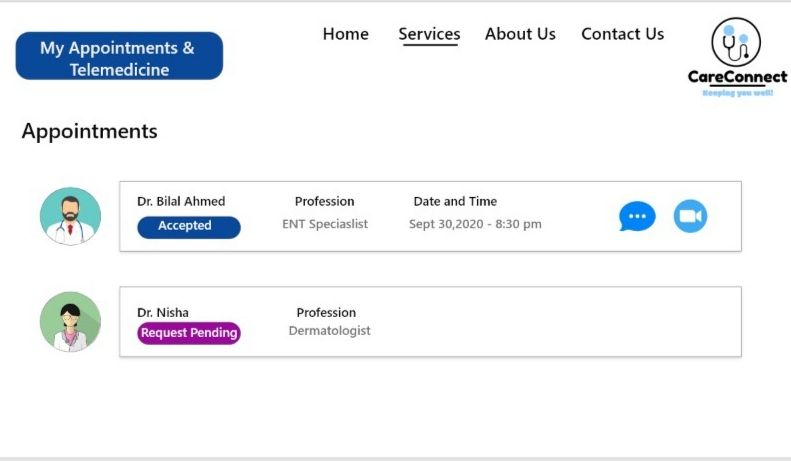 My Appointments &
Telemedicine
Home Services About Us Contact Us
CareConnect
Keeping you well!
Appointments
Dr. Bilal Ahmed Profession Date and Time
Accepted ENT Speciaslist Sept 30,2020 - 8:30 pm
Dr. Nisha Profession
Request Pending Dermatologist